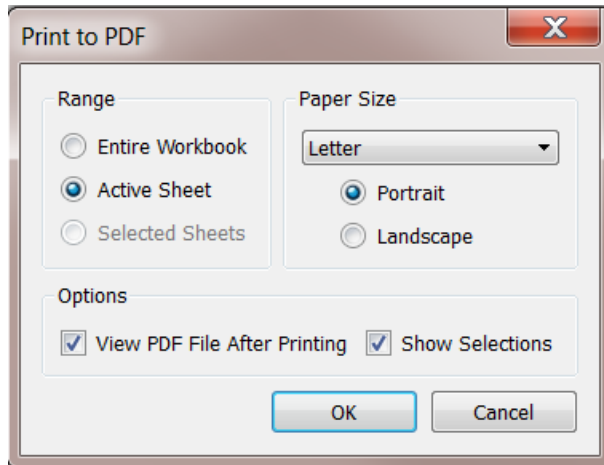 Print to PDF
Range
Entire Workbook
Active Sheet
Selected Sheets
Paper Size
Letter
Portrait
Landscape
Options
View PDF File After Printing
Show Selections
OK
Cancel